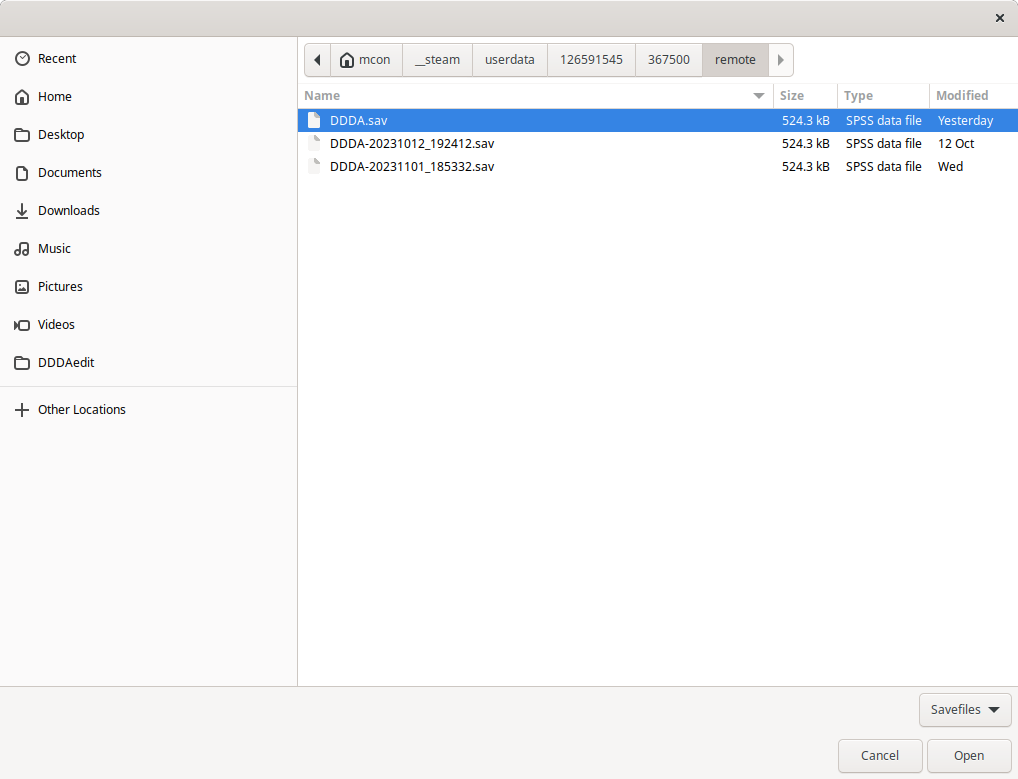 Recent
Home
Desktop
Documents
Downloads
Music
Pictures
Videos
DDDAedit
Other Locations
mcon __steam userdata 126591545 367500 remote
Name Size Type Modified
DDDA.sav 524.3 kB SPSS data file Yesterday
DDDA-20231012_192412.sav 524.3 kB SPSS data file 12 Oct
DDDA-20231101_185332.sav 524.3 kB SPSS data file Wed
Savefiles
Cancel Open